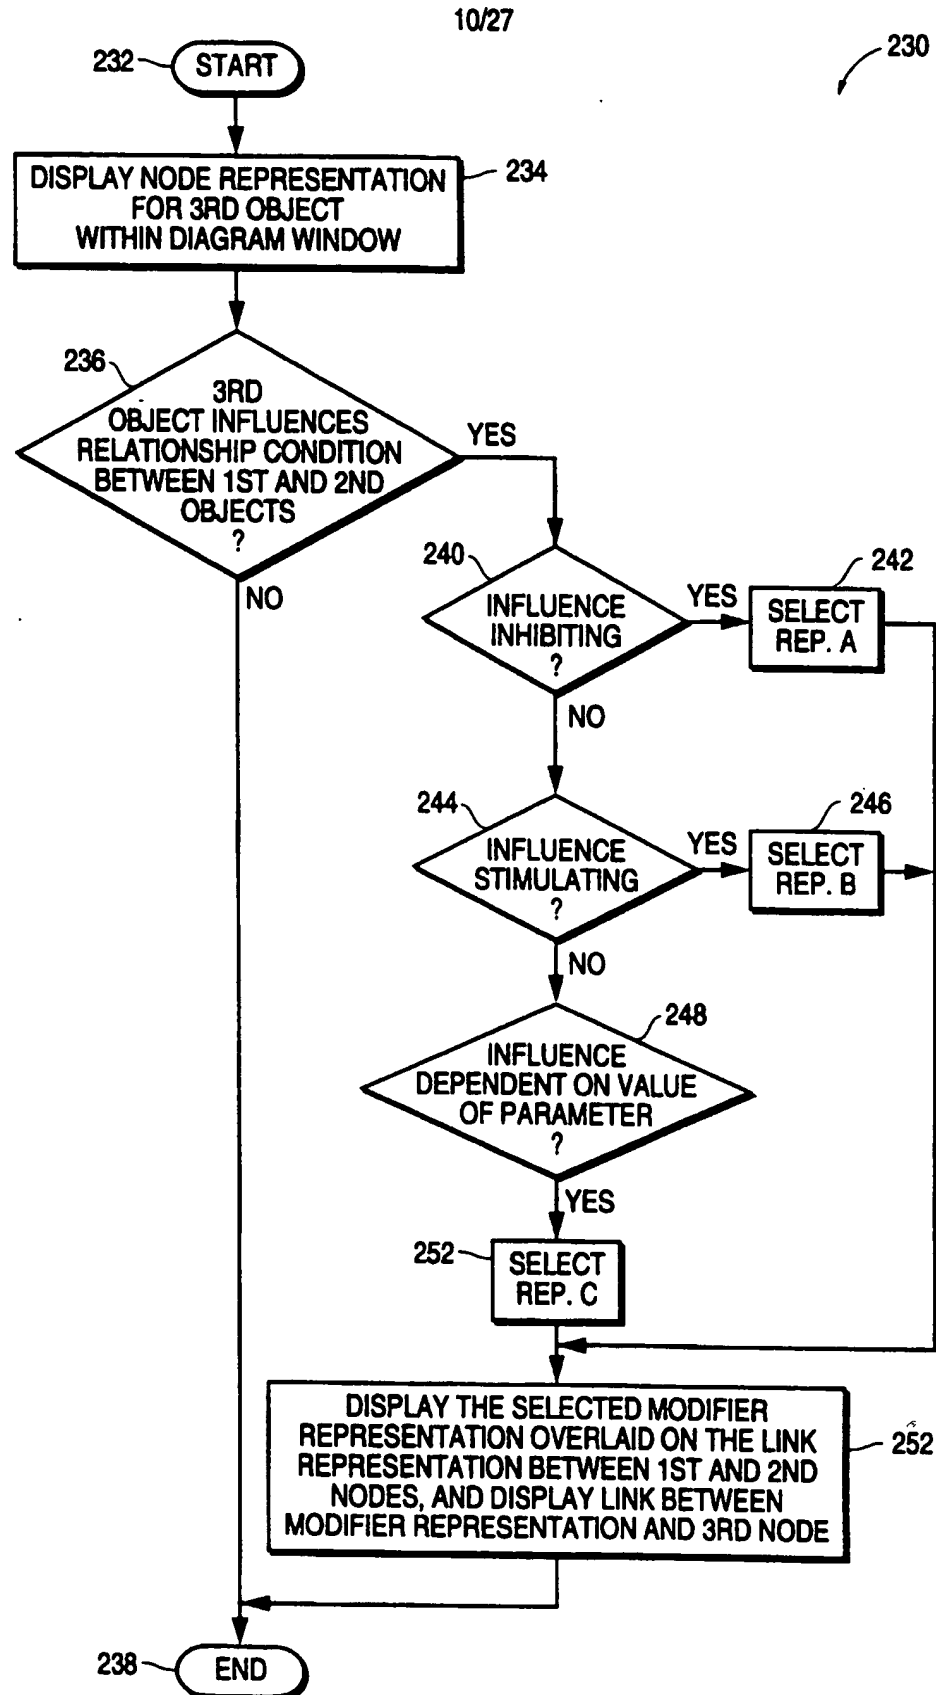 10/27
230
232
START
DISPLAY NODE REPRESENTATION
FOR 3RD OBJECT
WITHIN DIAGRAM WINDOW
234
236
3RD
OBJECT INFLUENCES
RELATIONSHIP CONDITION
BETWEEN 1ST AND 2ND
OBJECTS
?
YES
NO
240
INFLUENCE
INHIBITING
?
YES
242
SELECT
REP. A
NO
244
INFLUENCE
STIMULATING
?
YES
246
SELECT
REP. B
NO
248
INFLUENCE
DEPENDENT ON VALUE
OF PARAMETER
?
YES
252
SELECT
REP. C
DISPLAY THE SELECTED MODIFIER
REPRESENTATION OVERLAID ON THE LINK
REPRESENTATION BETWEEN 1ST AND 2ND
NODES, AND DISPLAY LINK BETWEEN
MODIFIER REPRESENTATION AND 3RD NODE
252
238
END